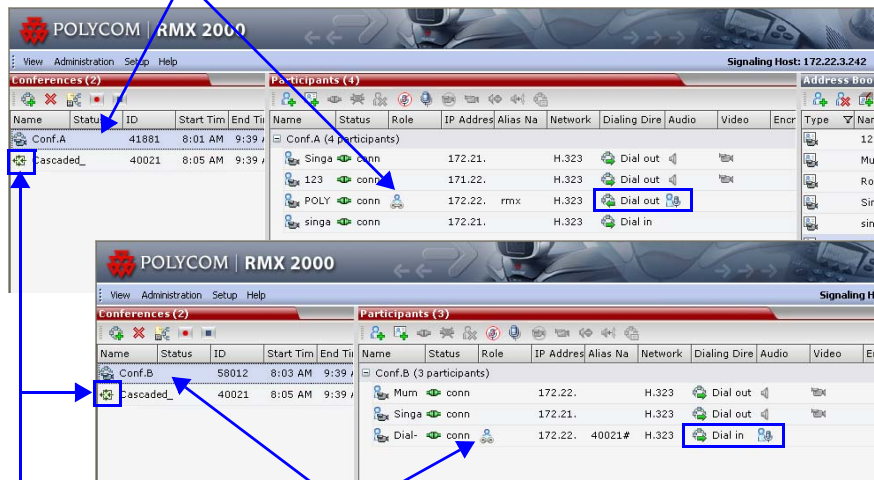 POLYCOM | RMX 2000
View Administration Setup Help Signaling Host: 172.22.3.242
Conferences (2) Participants (4) Address Boo
Name Status ID Start Tim End Ti Name Status Role IP Addres Alias Na Network Dialing Dire Audio Video Encr Type Nar
Conf.A 41881 8:01 AM 9:39 Conf.A (4 participants) 12
Cascaded_ 40021 8:05 AM 9:39 Singa conn 172.21. H.323 Dial out Mu
123 conn 171.22. H.323 Dial out Ro
POLY conn 172.22. rmx H.323 Dial out Sir
singa conn 172.21. H.323 Dial in sin
POLYCOM | RMX 2000
View Administration Setup Help Signaling H
Conferences (2) Participants (3)
Name Status ID Start Tim End Ti Name Status Role IP Addres Alias Na Network Dialing Dire Audio Video E
Conf.B 58012 8:03 AM 9:39 Conf.B (3 participants)
Cascaded_ 40021 8:05 AM 9:39 Mum conn 172.22. H.323 Dial out
Singa conn 172.21. H.323 Dial out
Dial- conn 172.22. 40021# H.323 Dial in